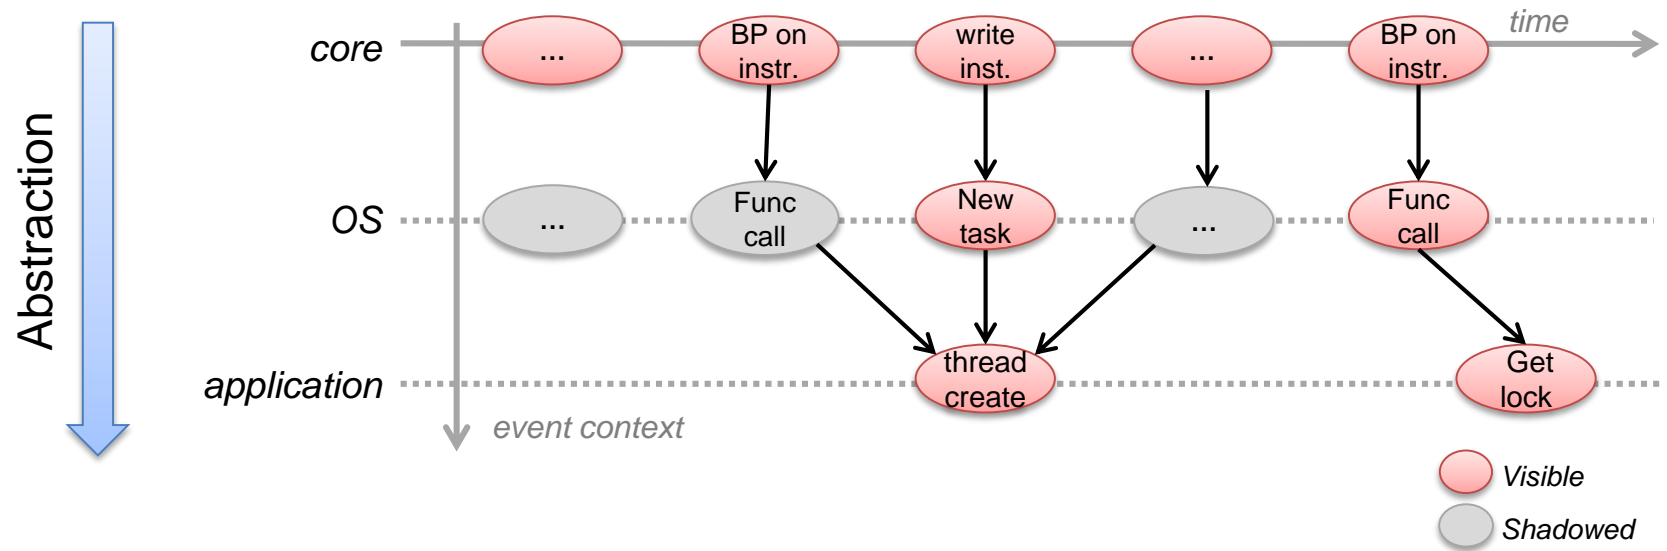 Abstraction
time
core
...
BP on
instr.
write
inst.
...
BP on
instr.
OS
...
Func
call
New
task
...
Func
call
application
thread
create
Get
lock
event context
Visible
Shadowed